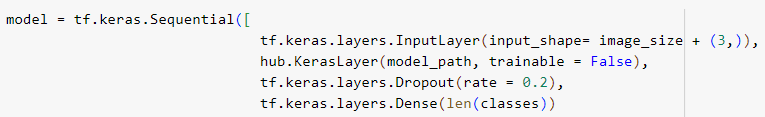 model = tf.keras.Sequential([
tf.keras.layers.InputLayer(input_shape= image_size + (3,)),
hub.KerasLayer(model_path, trainable = False),
tf.keras.layers.Dropout(rate = 0.2),
tf.keras.layers.Dense(len(classes))